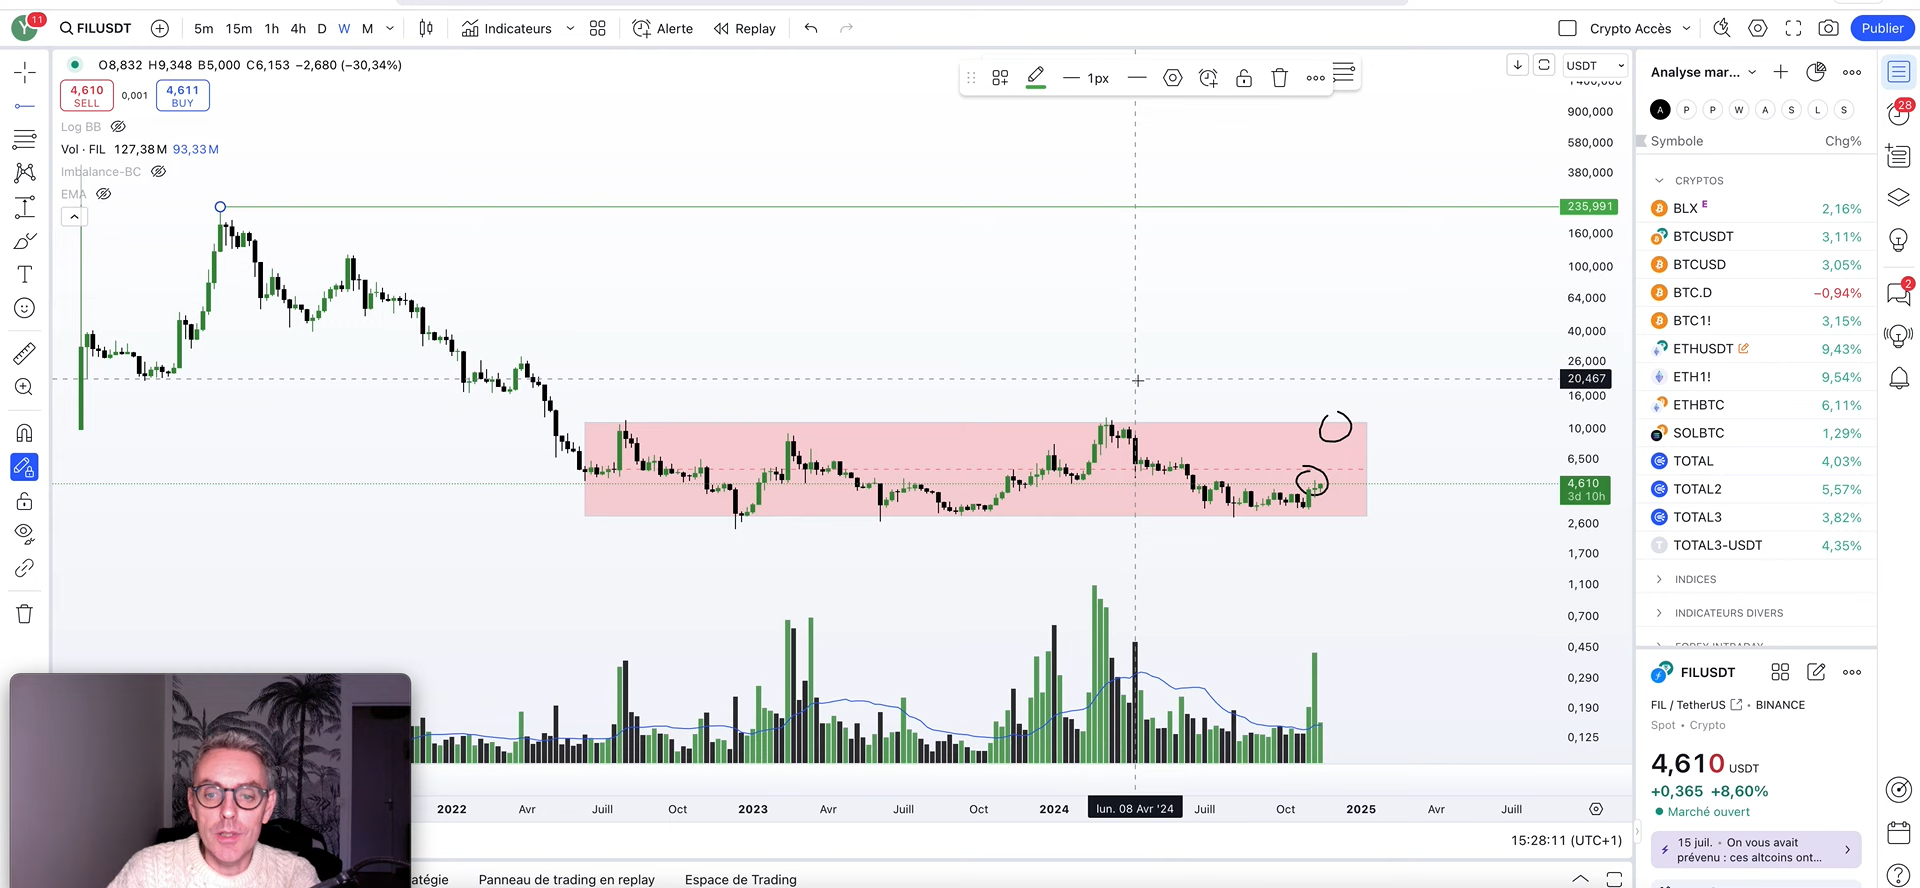 Y 11 FILUSDT 5m 15m 1h 4h D W M Indicateurs Alerte Replay Crypto Accès Publier
O8,832 H9,348 B5,000 C6,153 −2,680 (−30,34%)
4,610 SELL 0,001 4,611 BUY
Log BB
Vol · FIL 127,38 M 93,33 M
Imbalance-BC
EMA
1px
USDT
900,000
580,000
380,000
235,991
160,000
100,000
64,000
40,000
26,000
20,467
16,000
10,000
6,500
4,610
3d 10h
2,600
1,700
1,100
0,700
0,450
0,290
0,190
0,125
2022 Avr Juill Oct 2023 Avr Juill Oct 2024 lun. 08 Avr '24 Juill Oct 2025 Avr Juill
15:28:11 (UTC+1)
atégie Panneau de trading en replay Espace de Trading
Analyse mar...
A P P W A S L S
Symbole Chg%
CRYPTOS
BLX E 2,16%
BTCUSDT 3,11%
BTCUSD 3,05%
BTC.D −0,94%
BTC1! 3,15%
ETHUSDT 9,43%
ETH1! 9,54%
ETHBTC 6,11%
SOLBTC 1,29%
TOTAL 4,03%
TOTAL2 5,57%
TOTAL3 3,82%
TOTAL3-USDT 4,35%
INDICES
INDICATEURS DIVERS
FILUSDT
FIL / TetherUS • BINANCE
Spot • Crypto
4,610 USDT
+0,365 +8,60%
Marché ouvert
15 juil. • On vous avait
prévenu : ces altcoins ont...
28
2